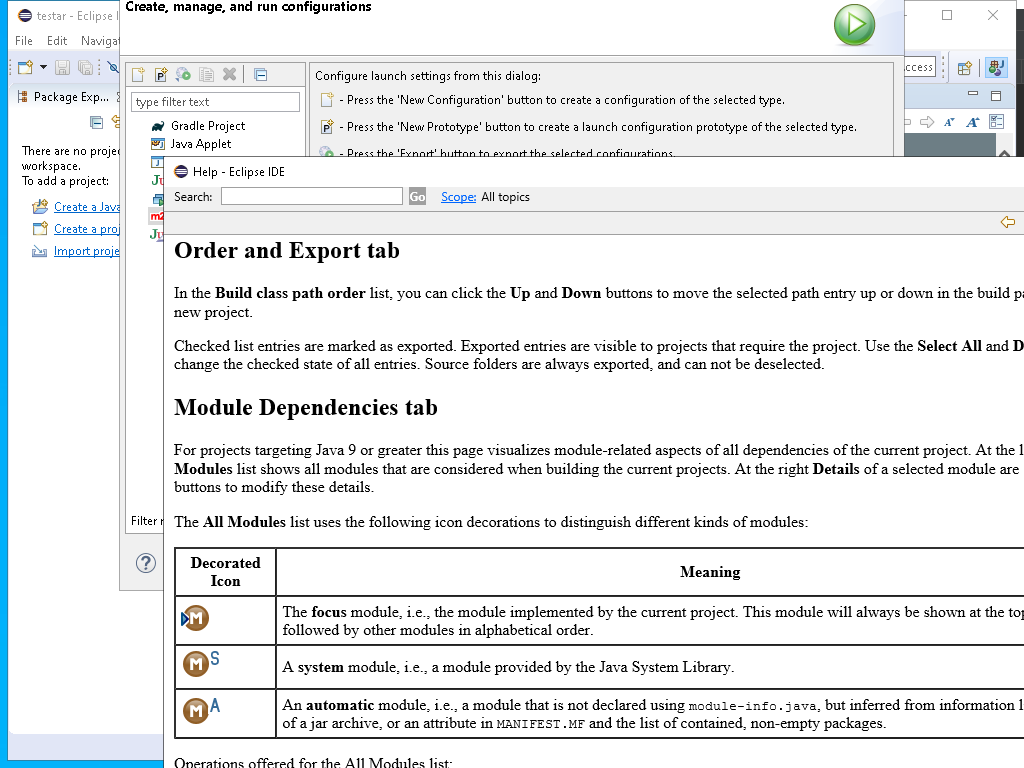 testar - Eclipse I
Create, manage, and run configurations
File Edit Navigat
ccess
Package Exp...
type filter text
Gradle Project
Java Applet
Configure launch settings from this dialog:
- Press the 'New Configuration' button to create a configuration of the selected type.
- Press the 'New Prototype' button to create a launch configuration prototype of the selected type.
- Press the 'Export' button to export the selected configurations.
There are no projec
workspace.
To add a project:
Create a Java
Create a proj
Import proje
Filter r
Help - Eclipse IDE
Search:
Go
Scope: All topics
Order and Export tab
In the Build class path order list, you can click the Up and Down buttons to move the selected path entry up or down in the build pa
new project.
Checked list entries are marked as exported. Exported entries are visible to projects that require the project. Use the Select All and D
change the checked state of all entries. Source folders are always exported, and can not be deselected.
Module Dependencies tab
For projects targeting Java 9 or greater this page visualizes module-related aspects of all dependencies of the current project. At the l
Modules list shows all modules that are considered when building the current projects. At the right Details of a selected module are
buttons to modify these details.
The All Modules list uses the following icon decorations to distinguish different kinds of modules:
Decorated
Icon
Meaning
M
The focus module, i.e., the module implemented by the current project. This module will always be shown at the top
followed by other modules in alphabetical order.
M S
A system module, i.e., a module provided by the Java System Library.
M A
An automatic module, i.e., a module that is not declared using module-info.java, but inferred from information l
of a jar archive, or an attribute in MANIFEST.MF and the list of contained, non-empty packages.
Operations offered for the All Modules list: